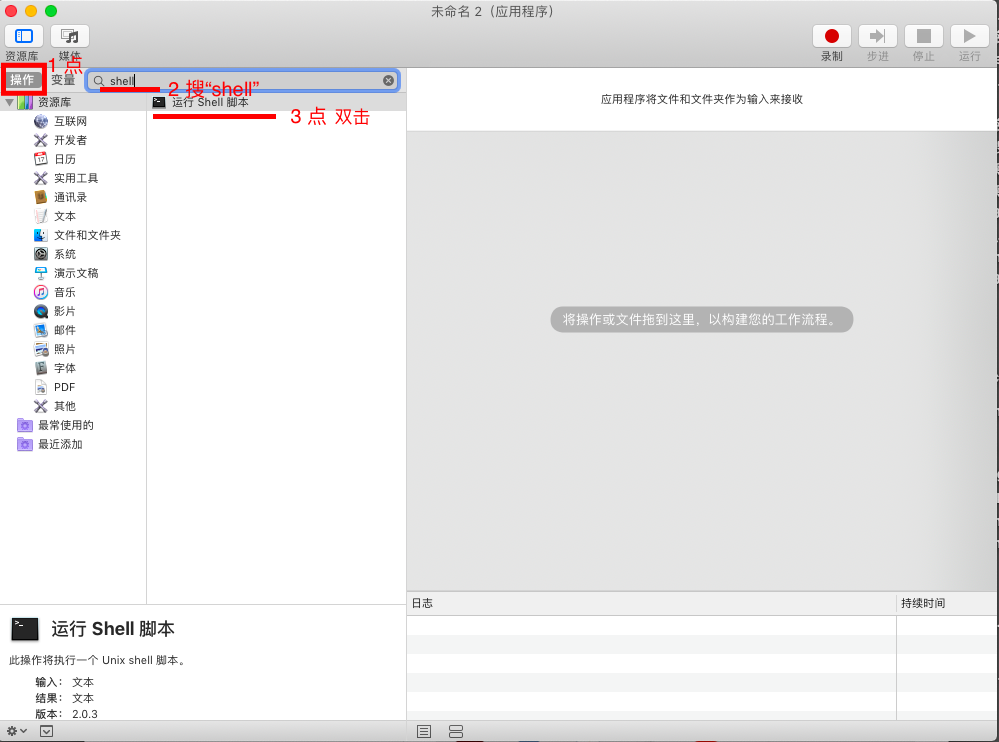 未命名 2（应用程序）
资源库
媒体
录制
步进
停止
运行
1 点
操作
变量
shell
2 搜“shell”
资源库
互联网
开发者
日历
实用工具
通讯录
文本
文件和文件夹
系统
演示文稿
音乐
影片
邮件
照片
字体
PDF
其他
最常使用的
最近添加
运行 Shell 脚本
3 点 双击
应用程序将文件和文件夹作为输入来接收
将操作或文件拖到这里，以构建您的工作流程。
日志
持续时间
运行 Shell 脚本
此操作将执行一个 Unix shell 脚本。
输入： 文本
结果： 文本
版本： 2.0.3